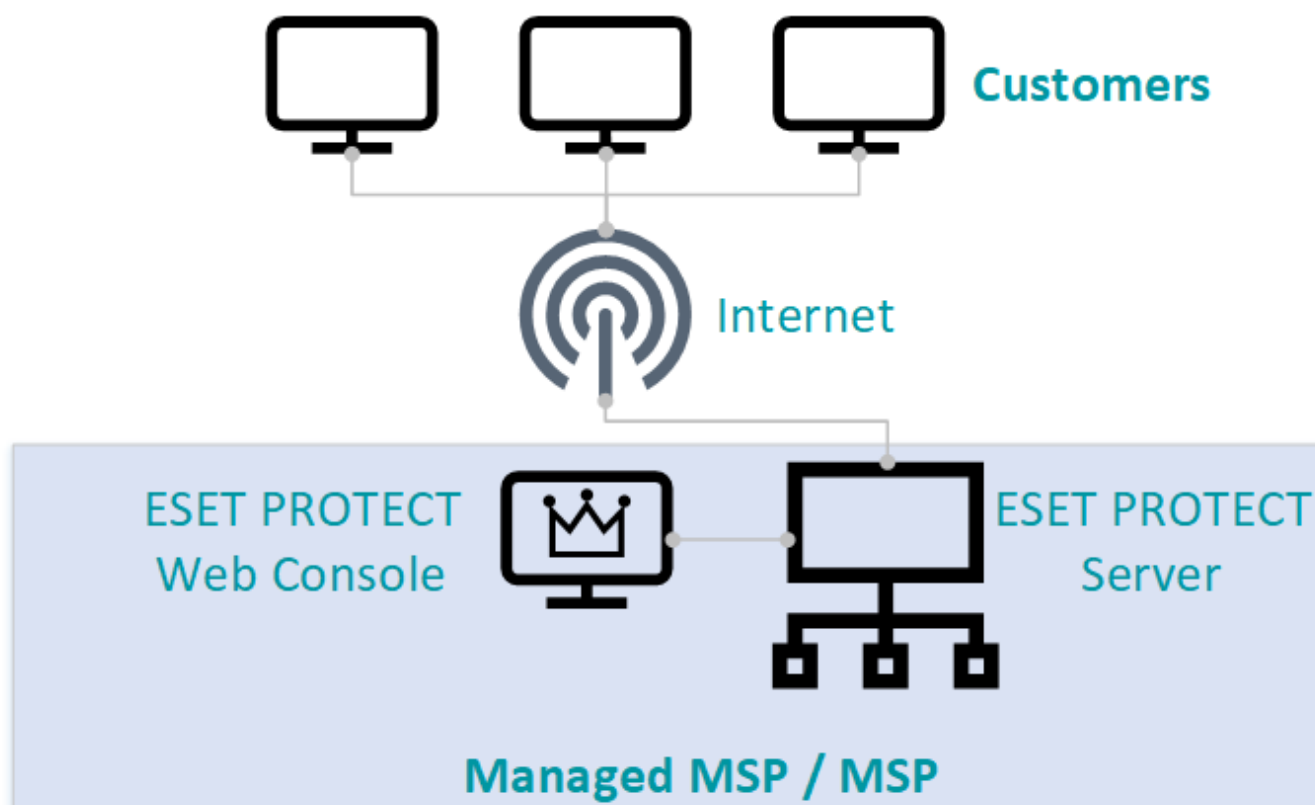 Customers
Internet
ESET PROTECT
Web Console
ESET PROTECT
Server
Managed MSP / MSP